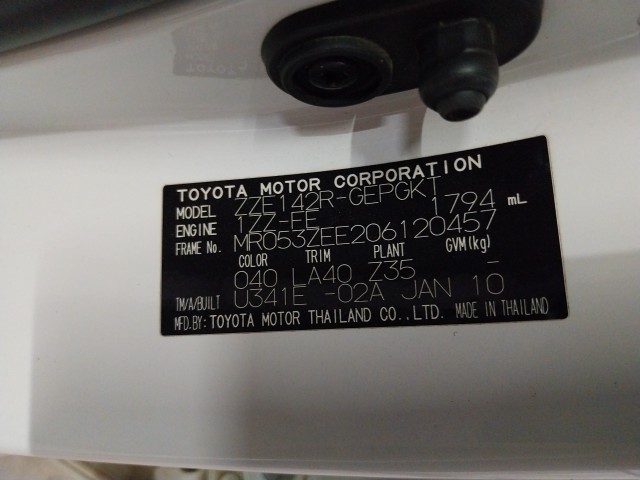 TOYOTA MOTOR CORPORATION
MODEL ZZE142R-GEPGKT
ENGINE 1ZZ-FE 1794 mL
FRAME No. MR053ZEE206120457
COLOR TRIM PLANT GVM(kg)
040 LA40 Z35 -
TM/A/BUILT U341E -02A JAN 10
MFD.BY: TOYOTA MOTOR THAILAND CO.,LTD. MADE IN THAILAND